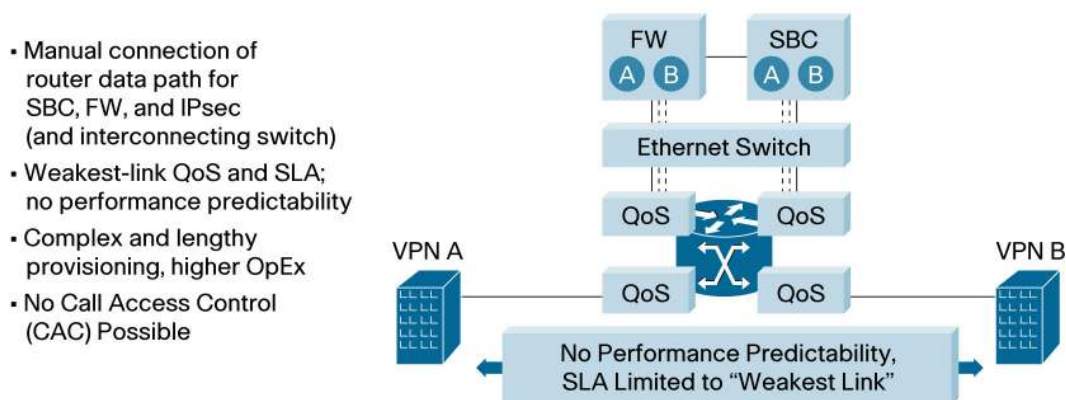 ▪ Manual connection of
router data path for
SBC, FW, and IPsec
(and interconnecting switch)
▪ Weakest-link QoS and SLA;
no performance predictability
▪ Complex and lengthy
provisioning, higher OpEx
▪ No Call Access Control
(CAC) Possible
FW
A B
SBC
A B
Ethernet Switch
QoS
QoS
VPN A
QoS
QoS
VPN B
No Performance Predictability,
SLA Limited to “Weakest Link”